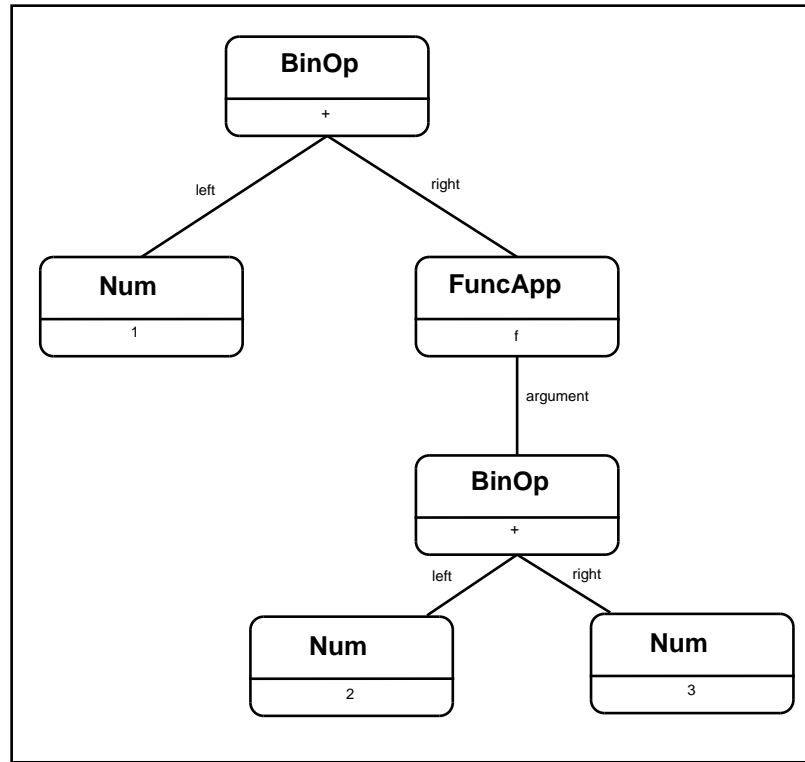 BinOp
+
left
right
Num
1
FuncApp
f
argument
BinOp
+
left
right
Num
2
Num
3